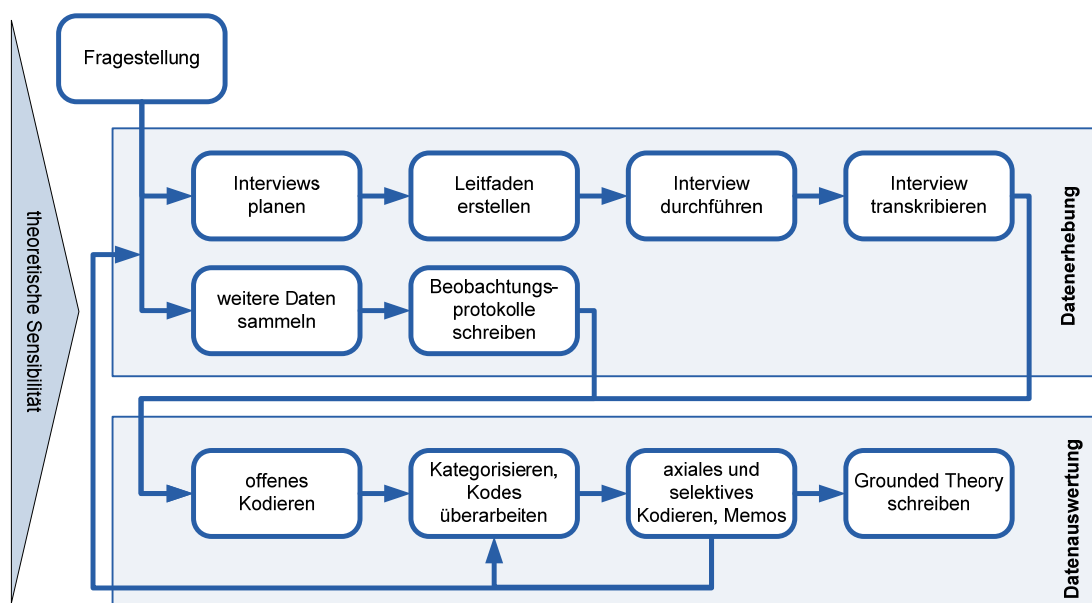 Fragestellung
theoretische Sensibilität
Interviews
planen
Leitfaden
erstellen
Interview
durchführen
Interview
transkribieren
weitere Daten
sammeln
Beobachtungs-
protokolle
schreiben
Datenerhebung
offenes
Kodieren
Kategorisieren,
Kodes
überarbeiten
axiales und
selektives
Kodieren, Memos
Grounded Theory
schreiben
Datenauswertung